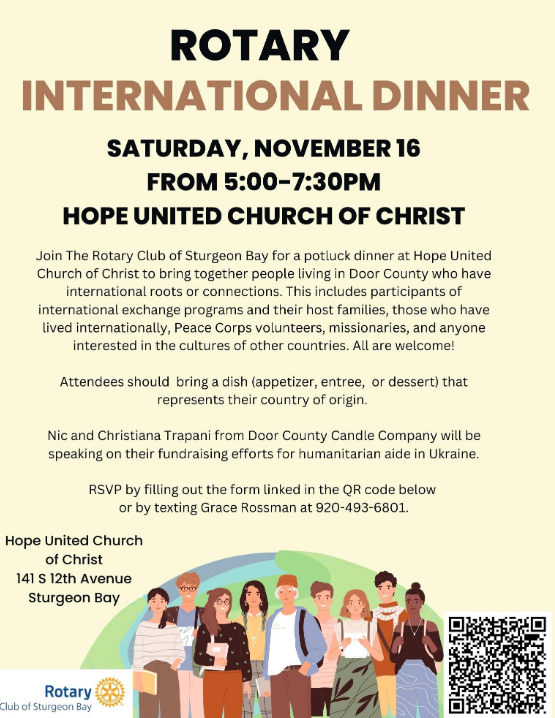 ROTARY
INTERNATIONAL DINNER
SATURDAY, NOVEMBER 16
FROM 5:00-7:30PM
HOPE UNITED CHURCH OF CHRIST
Join The Rotary Club of Sturgeon Bay for a potluck dinner at Hope United
Church of Christ to bring together people living in Door County who have
international roots or connections. This includes participants of
international exchange programs and their host families, those who have
lived internationally, Peace Corps volunteers, missionaries, and anyone
interested in the cultures of other countries. All are welcome!
Attendees should bring a dish (appetizer, entree, or dessert) that
represents their country of origin.
Nic and Christiana Trapani from Door County Candle Company will be
speaking on their fundraising efforts for humanitarian aide in Ukraine.
RSVP by filling out the form linked in the QR code below
or by texting Grace Rossman at 920-493-6801.
Hope United Church
of Christ
141 S 12th Avenue
Sturgeon Bay
Rotary
Club of Sturgeon Bay